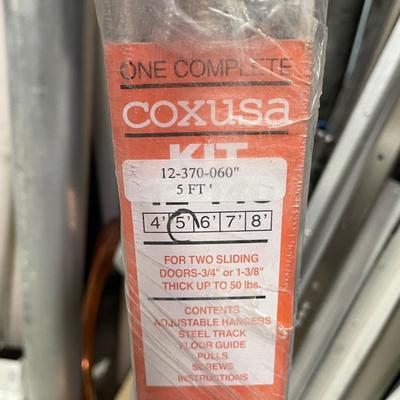 ONE COMPLETE
coxusa
KIT
12-370-060"
5 FT '
4' 5' 6' 7' 8'
FOR TWO SLIDING
DOORS-3/4" or 1-3/8"
THICK UP TO 50 lbs.
CONTENTS
ADJUSTABLE HANGERS
STEEL TRACK
FLOOR GUIDE
PULLS
SCREWS
INSTRUCTIONS